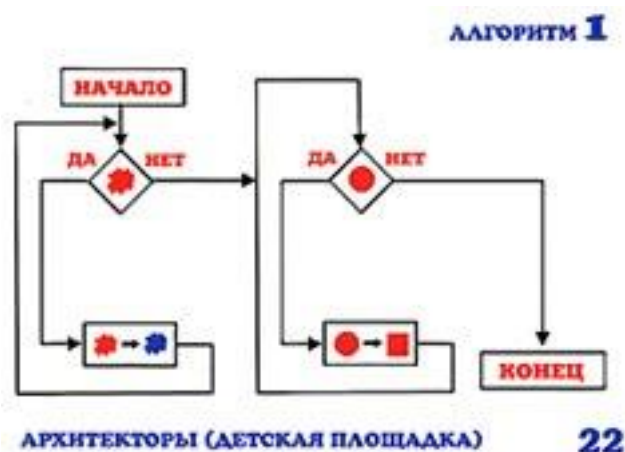 АЛГОРИТМ 1
НАЧАЛО
ДА НЕТ
ДА НЕТ
КОНЕЦ
АРХИТЕКТОРЫ (ДЕТСКАЯ ПЛОЩАДКА) 22